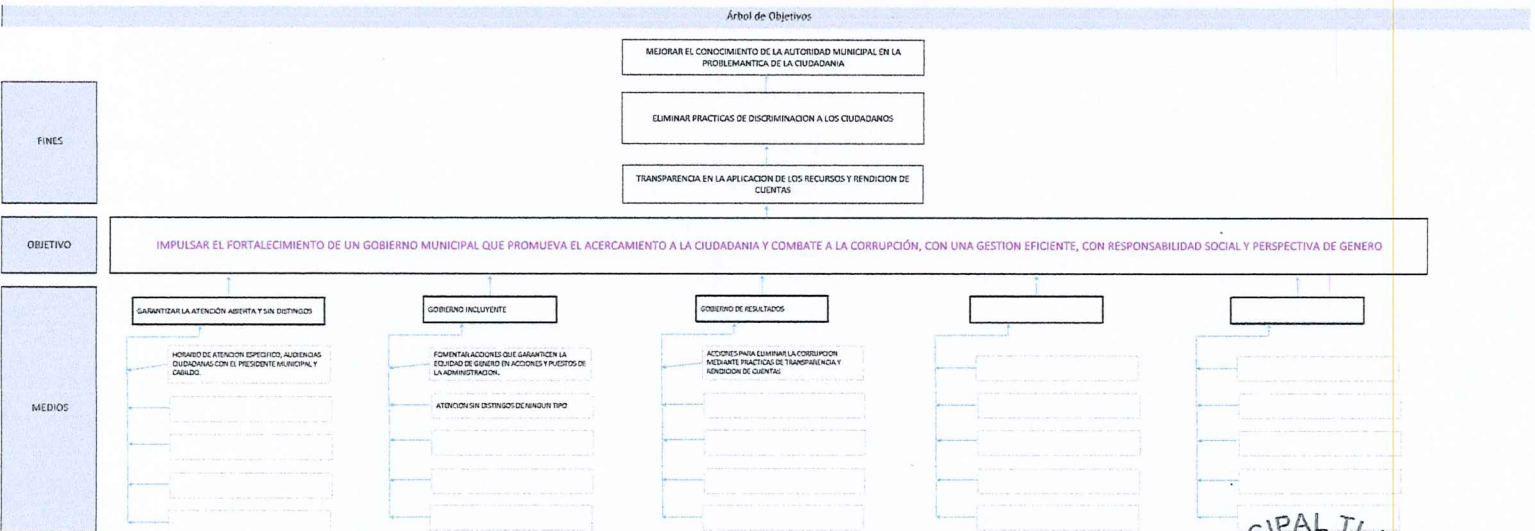 Árbol de Objetivos
MEJORAR EL CONOCIMIENTO DE LA AUTORIDAD MUNICIPAL EN LA
PROBLEMANTICA DE LA CIUDADANIA
FINES
ELIMINAR PRACTICAS DE DISCRIMINACION A LOS CIUDADANOS
TRANSPARENCIA EN LA APLICACION DE LOS RECURSOS Y RENDICION DE
CUENTAS
OBJETIVO
IMPULSAR EL FORTALECIMIENTO DE UN GOBIERNO MUNICIPAL QUE PROMUEVA EL ACERCAMIENTO A LA CIUDADANIA Y COMBATE A LA CORRUPCIÓN, CON UNA GESTION EFICIENTE, CON RESPONSABILIDAD SOCIAL Y PERSPECTIVA DE GENERO
MEDIOS
GARANTIZAR LA ATENCIÓN ABIERTA Y SIN DISTINGOS
HORARIO DE ATENCION ESPECIFICO, AUDIENCIAS
CIUDADANAS CON EL PRESIDENTE MUNICIPAL Y
CABILDO.
GOBIERNO INCLUYENTE
FOMENTAR ACCIONES QUE GARANTICEN LA
EQUIDAD DE GENERO EN ACCIONES Y PUESTOS DE
LA ADMINISTRACION.
ATENCION SIN DISTINGOS DE NINGUN TIPO
GOBIERNO DE RESULTADOS
ACCIONES PARA ELIMINAR LA CORRUPCION
MEDIANTE PRACTICAS DE TRANSPARENCIA Y
RENDICION DE CUENTAS